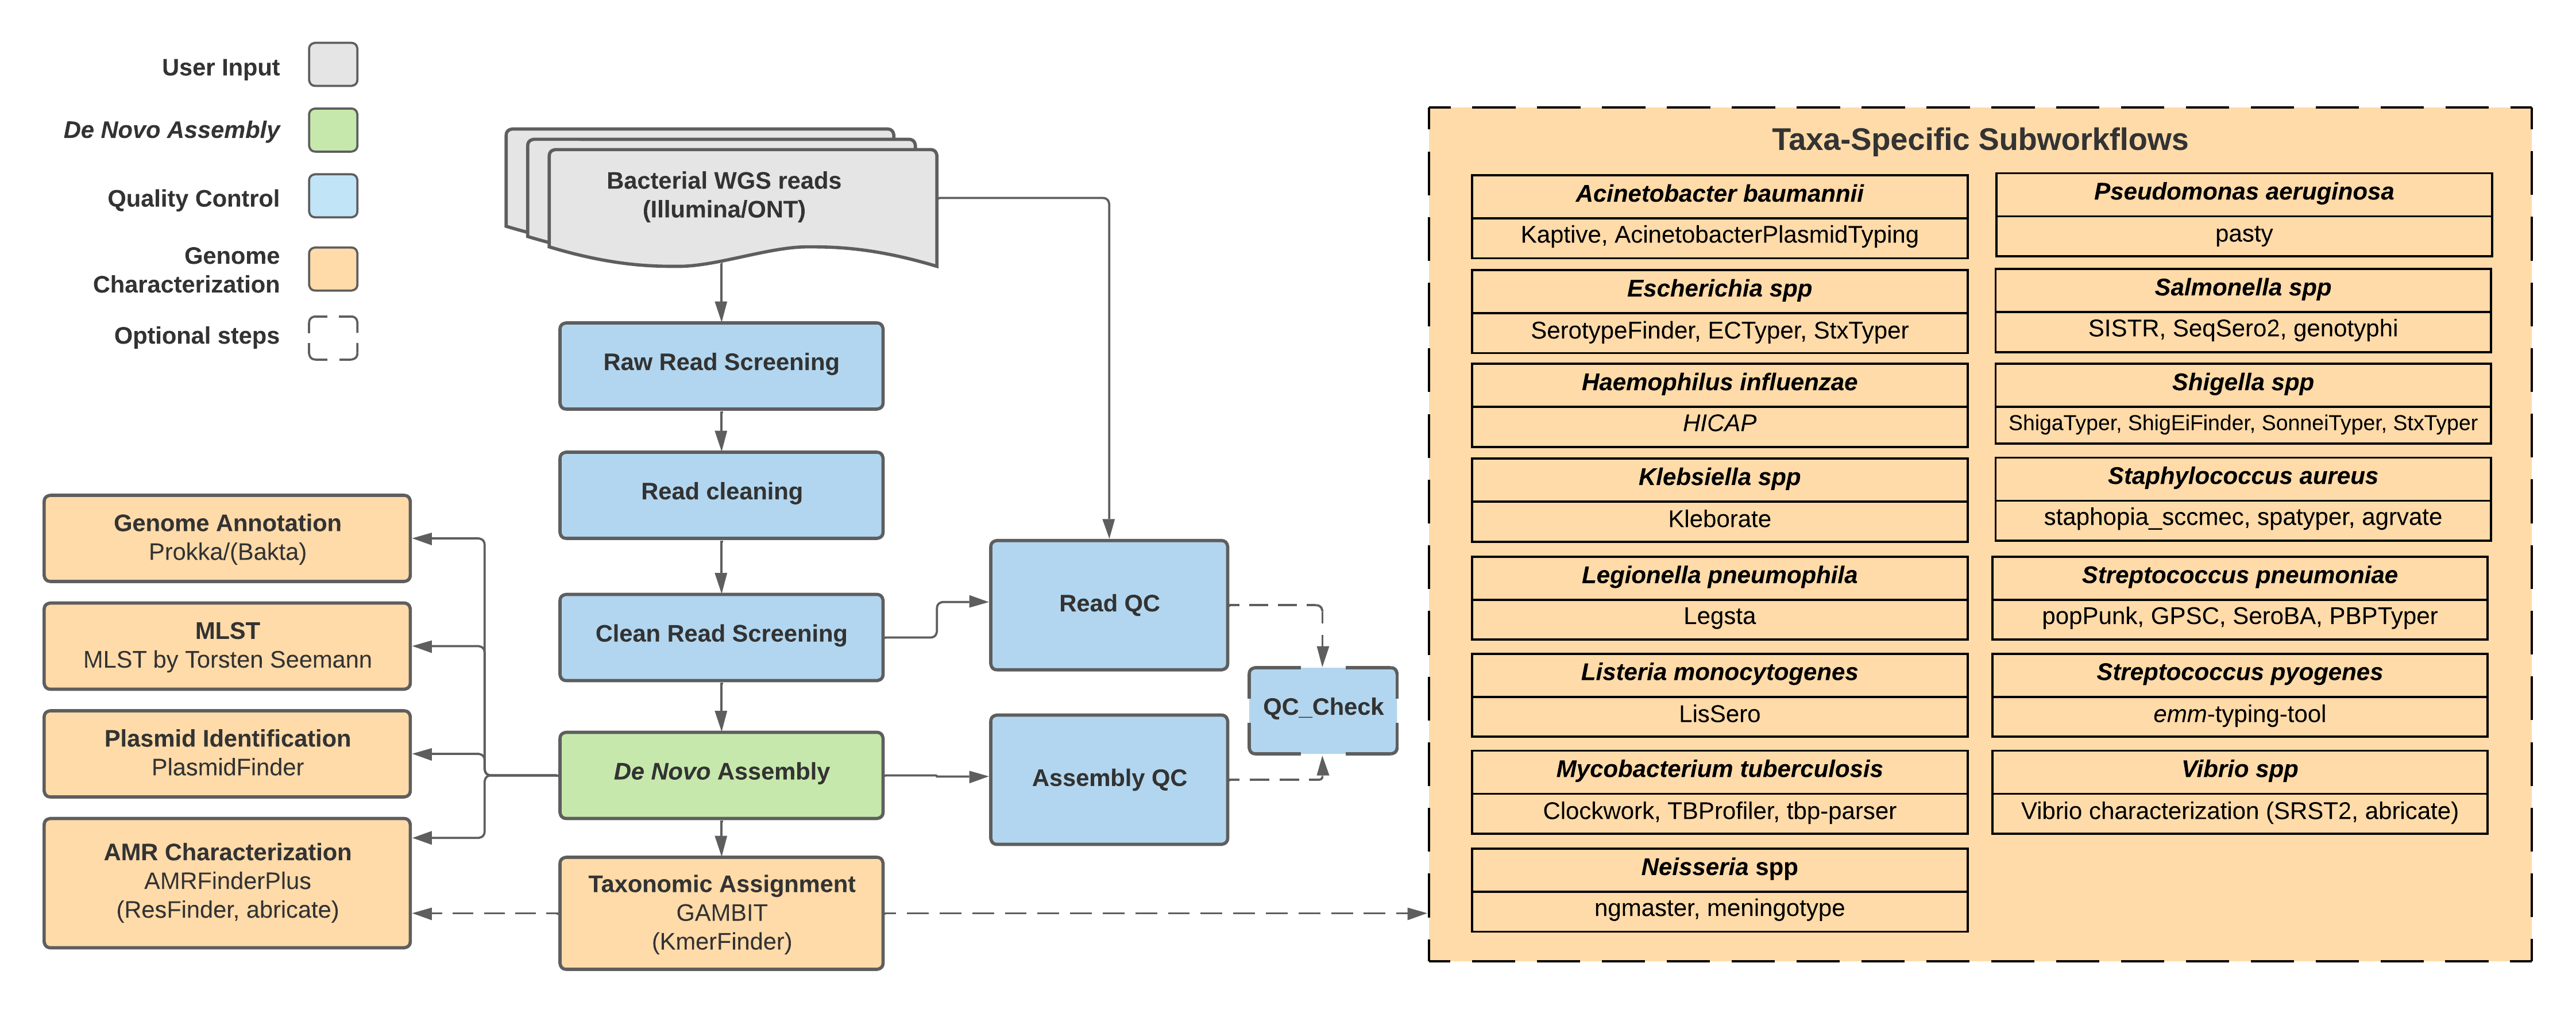 User Input
De Novo Assembly
Quality Control
Genome
Characterization
Optional steps
Bacterial WGS reads
(Illumina/ONT)
Raw Read Screening
Read cleaning
Clean Read Screening
De Novo Assembly
Taxonomic Assignment
GAMBIT
(KmerFinder)
Genome Annotation
Prokka/(Bakta)
MLST
MLST by Torsten Seemann
Plasmid Identification
PlasmidFinder
AMR Characterization
AMRFinderPlus
(ResFinder, abricate)
Read QC
Assembly QC
QC_Check
Taxa-Specific Subworkflows
Acinetobacter baumannii
Kaptive, AcinetobacterPlasmidTyping
Escherichia spp
SerotypeFinder, ECTyper, StxTyper
Haemophilus influenzae
HICAP
Klebsiella spp
Kleborate
Legionella pneumophila
Legsta
Listeria monocytogenes
LisSero
Mycobacterium tuberculosis
Clockwork, TBProfiler, tbp-parser
Neisseria spp
ngmaster, meningotype
Pseudomonas aeruginosa
pasty
Salmonella spp
SISTR, SeqSero2, genotyphi
Shigella spp
ShigaTyper, ShigEiFinder, SonneiTyper, StxTyper
Staphylococcus aureus
staphopia_sccmec, spatyper, agrvate
Streptococcus pneumoniae
popPunk, GPSC, SeroBA, PBPTyper
Streptococcus pyogenes
emm-typing-tool
Vibrio spp
Vibrio characterization (SRST2, abricate)